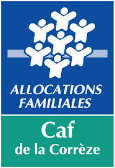 ALLOCATIONS
FAMILIALES
Caf
de la Corrèze